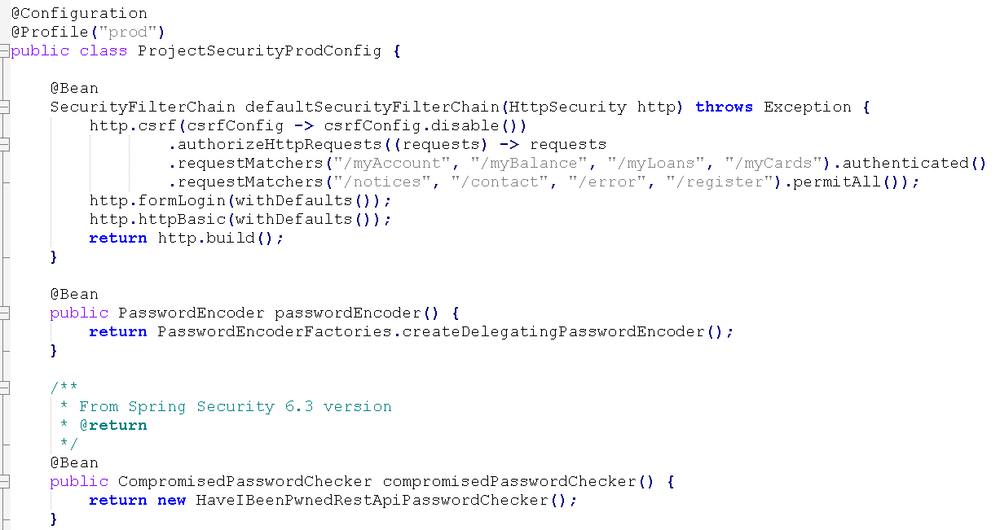 @Configuration
@Profile("prod")
public class ProjectSecurityProdConfig {

    @Bean
    SecurityFilterChain defaultSecurityFilterChain(HttpSecurity http) throws Exception {
        http.csrf(csrfConfig -> csrfConfig.disable())
                .authorizeHttpRequests((requests) -> requests
                .requestMatchers("/myAccount", "/myBalance", "/myLoans", "/myCards").authenticated()
                .requestMatchers("/notices", "/contact", "/error", "/register").permitAll());
        http.formLogin(withDefaults());
        http.httpBasic(withDefaults());
        return http.build();
    }

    @Bean
    public PasswordEncoder passwordEncoder() {
        return PasswordEncoderFactories.createDelegatingPasswordEncoder();
    }

    /**
     * From Spring Security 6.3 version
     * @return
     */
    @Bean
    public CompromisedPasswordChecker compromisedPasswordChecker() {
        return new HaveIBeenPwnedRestApiPasswordChecker();
    }